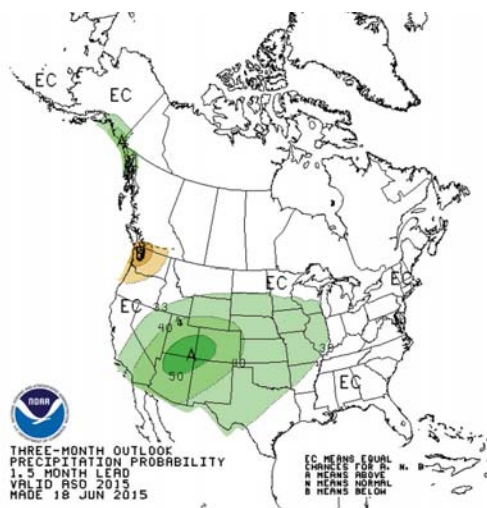 EC
EC
A
EC
EC
EC
33
40
A
40
33
50
EC
NOAA
THREE-MONTH OUTLOOK
PRECIPITATION PROBABILITY
1.5 MONTH LEAD
VALID ASO 2015
MADE 18 JUN 2015
EC MEANS EQUAL
CHANCES FOR A, N, B
A MEANS ABOVE
N MEANS NORMAL
B MEANS BELOW